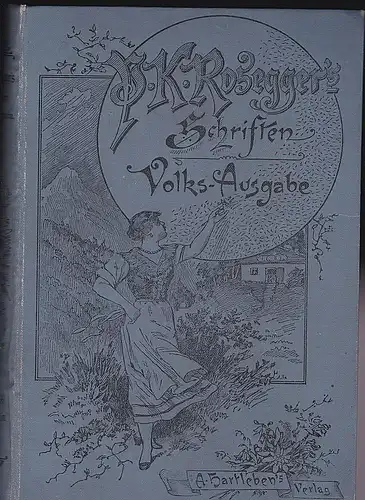 P.K. Rosegger's
Schriften
Volks-Ausgabe
A. Hartleben's Verlag